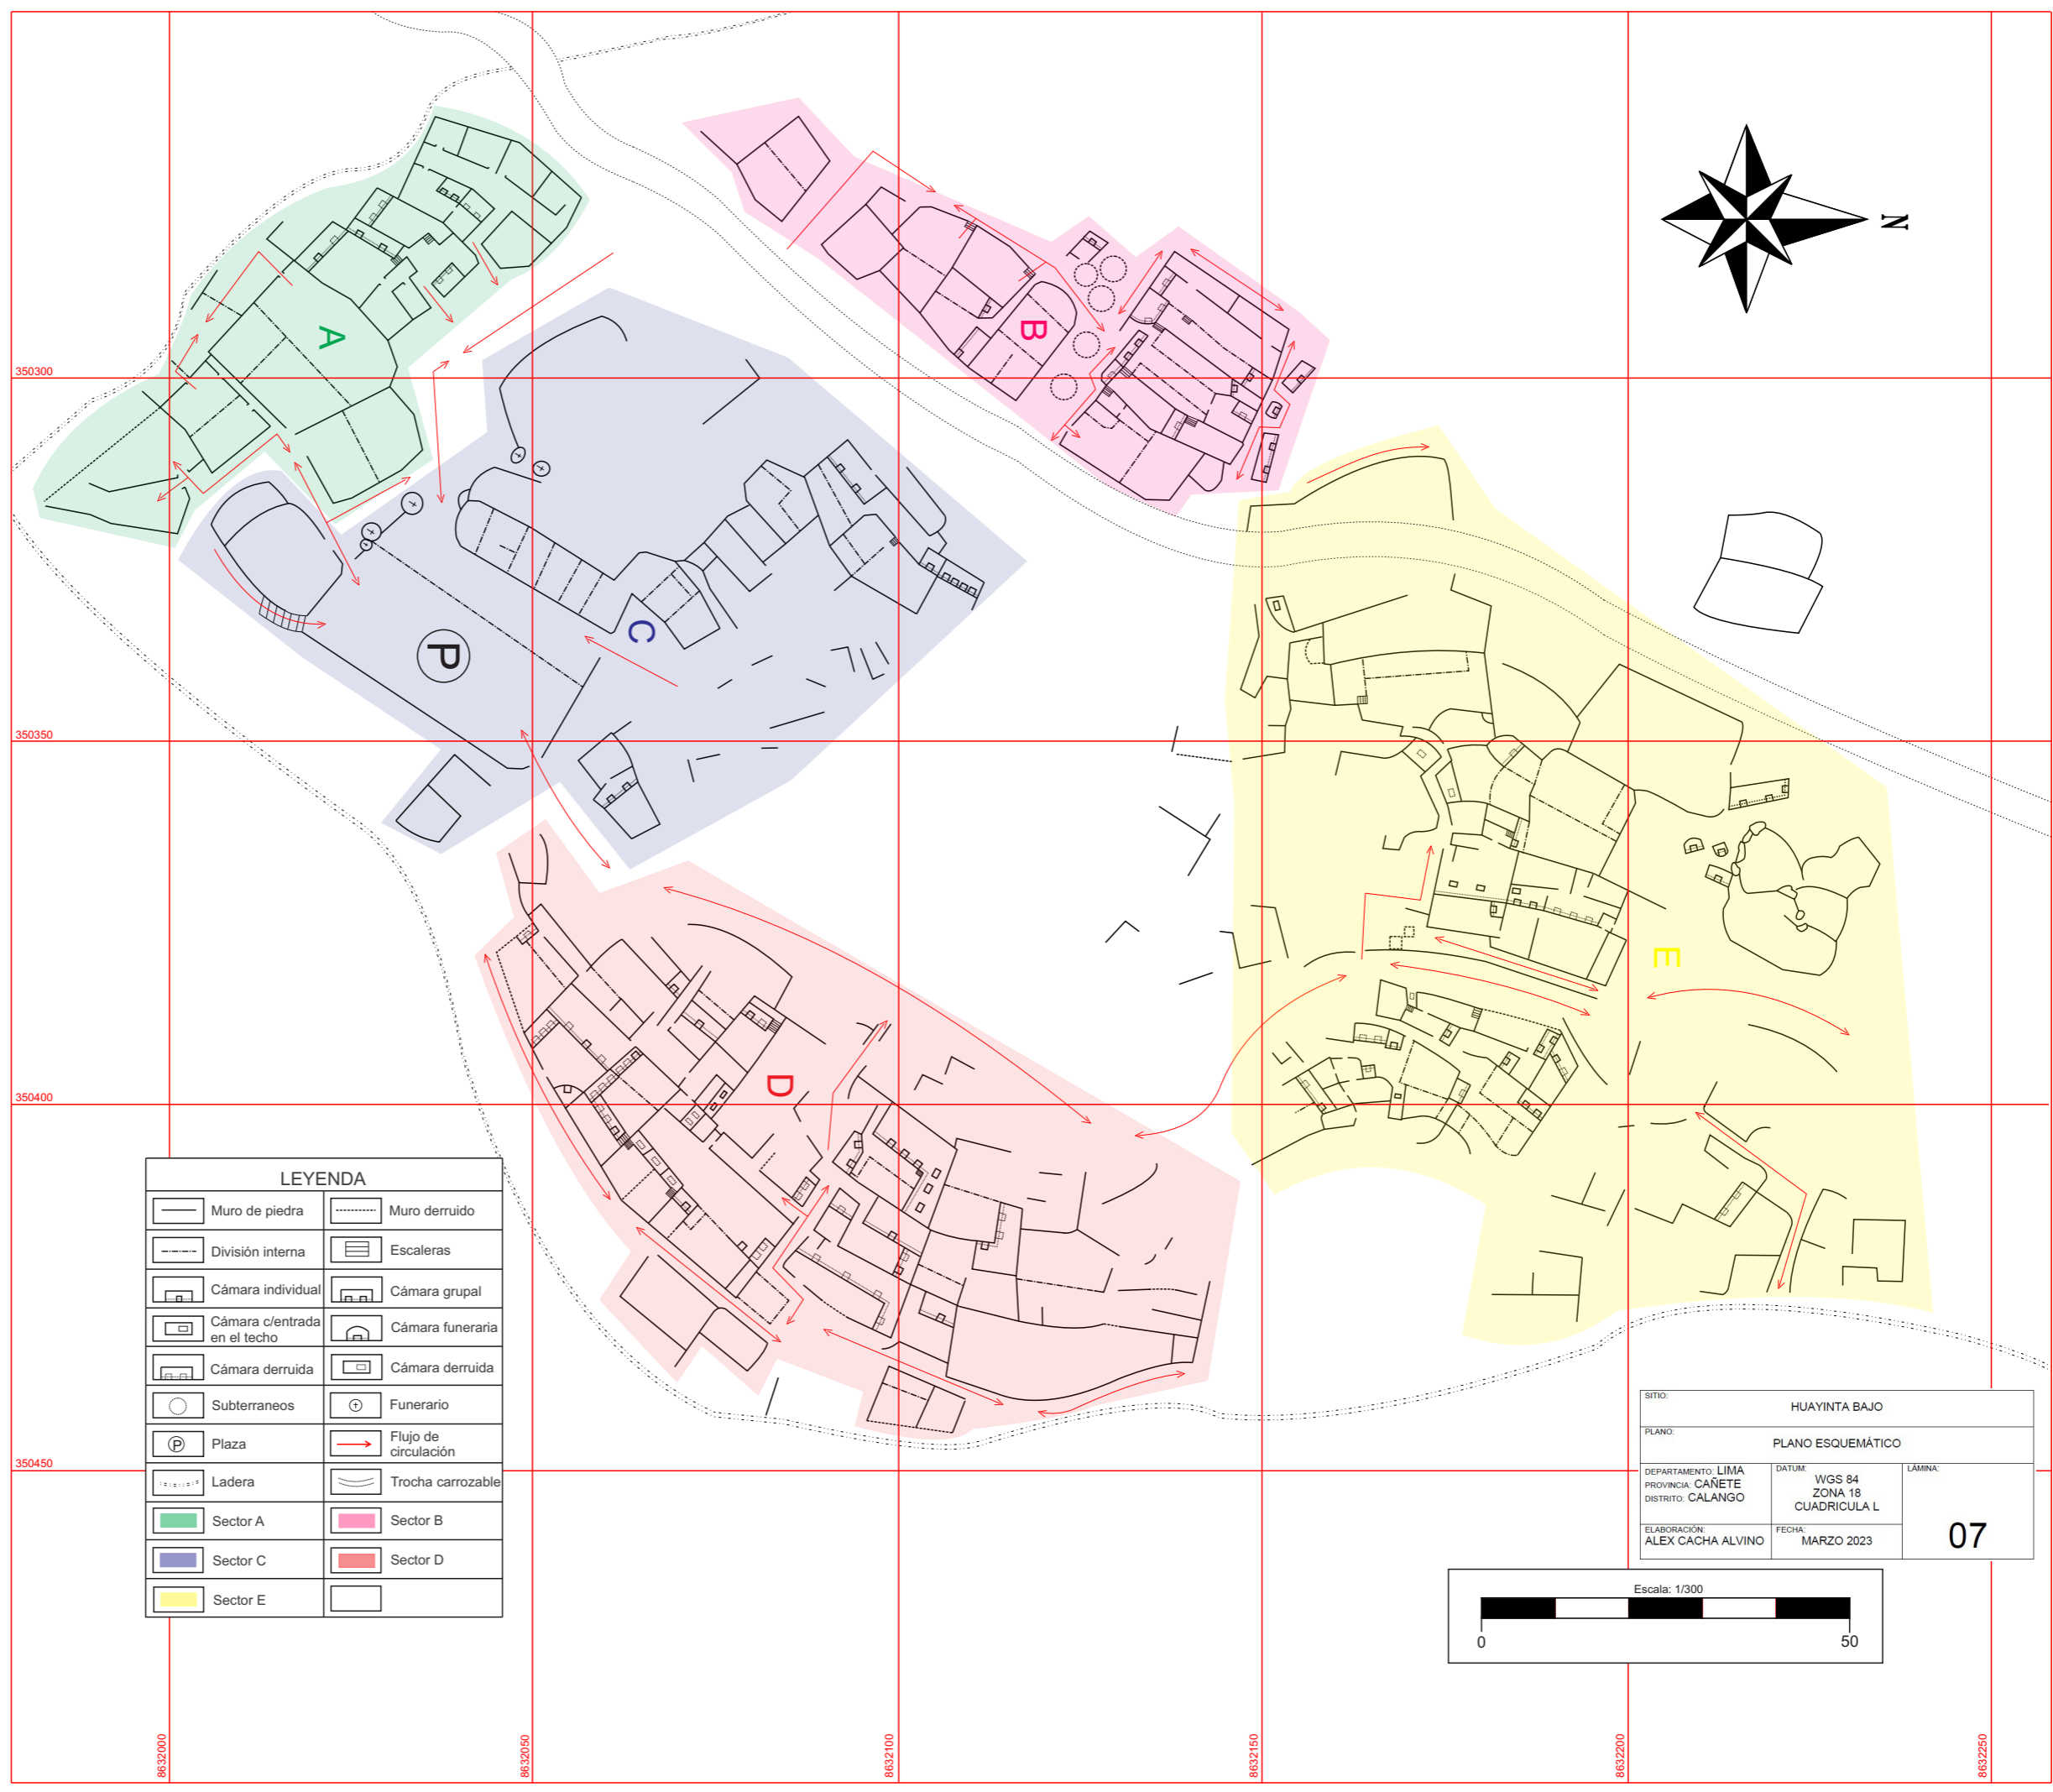 N
A
B
350300
C
P
350350
E
D
350400
LEYENDA
Muro de piedra
Muro derruido
División interna
Escaleras
Cámara individual
Cámara grupal
Cámara c/entrada
en el techo
Cámara funeraria
Cámara derruida
Cámara derruida
Subterraneos
Funerario
P
Plaza
Flujo de
circulación
Ladera
Trocha carrozable
Sector A
Sector B
Sector C
Sector D
Sector E
350450
SITIO:
HUAYINTA BAJO
PLANO:
PLANO ESQUEMÁTICO
DEPARTAMENTO: LIMA
PROVINCIA: CAÑETE
DISTRITO: CALANGO
DATUM:
WGS 84
ZONA 18
CUADRICULA L
LÁMINA:
07
ELABORACIÓN:
ALEX CACHA ALVINO
FECHA:
MARZO 2023
Escala: 1/300
0 50
8632000
8632050
8632100
8632150
8632200
8632250